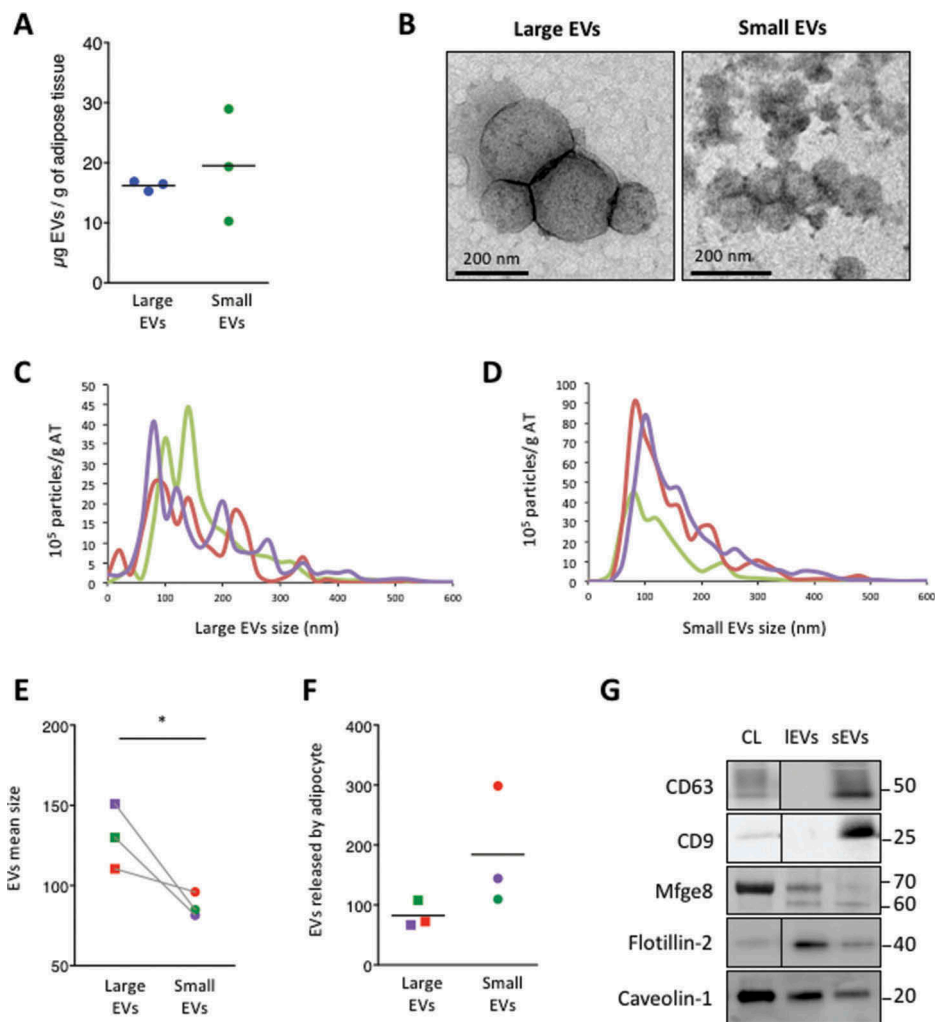 A
µg EVs / g of adipose tissue
40
30
20
10
0
Large
EVs
Small
EVs
B
Large EVs
Small EVs
200 nm
200 nm
C
10⁵ particles/g AT
50
45
40
35
30
25
20
15
10
5
0
0 100 200 300 400 500 600
Large EVs size (nm)
D
10⁵ particles/g AT
100
90
80
70
60
50
40
30
20
10
0
0 100 200 300 400 500 600
Small EVs size (nm)
E
EVs mean size
200
150
100
50
*
Large
EVs
Small
EVs
F
EVs released by adipocyte
400
300
200
100
0
Large
EVs
Small
EVs
G
CL lEVs sEVs
CD63 50
CD9 25
Mfge8 70
60
Flotillin-2 40
Caveolin-1 20